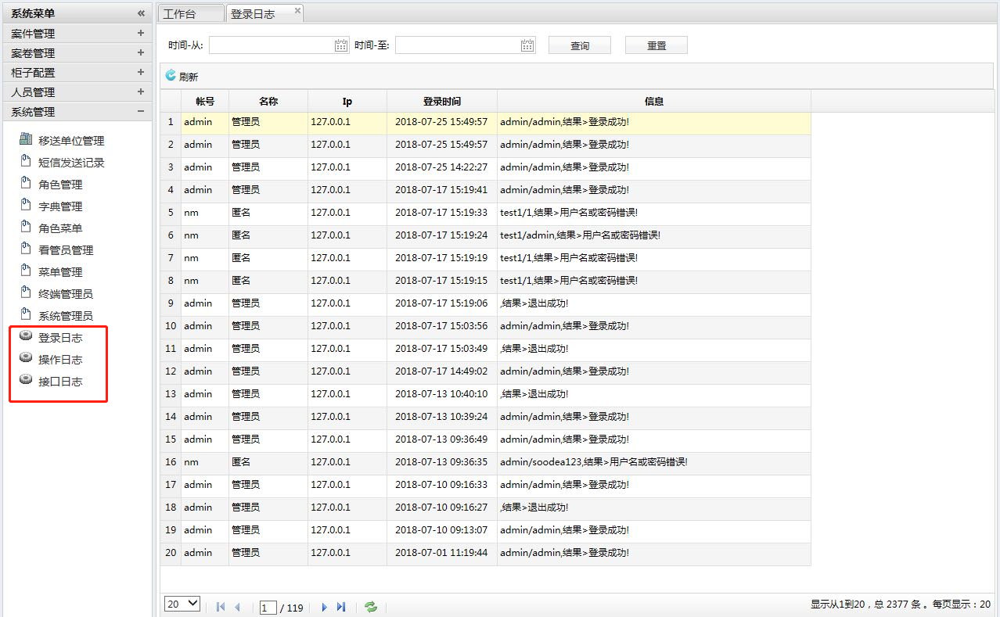 系统菜单 «
案件管理 +
案卷管理 +
柜子配置 +
人员管理 +
系统管理 −
移送单位管理
短信发送记录
角色管理
字典管理
角色菜单
看管员管理
菜单管理
终端管理员
系统管理员
登录日志
操作日志
接口日志
工作台 登录日志
时间-从: 时间-至: 查询 重置
刷新
帐号 名称 Ip 登录时间 信息
1 admin 管理员 127.0.0.1 2018-07-25 15:49:57 admin/admin,结果>登录成功!
2 admin 管理员 127.0.0.1 2018-07-25 15:49:57 admin/admin,结果>登录成功!
3 admin 管理员 127.0.0.1 2018-07-25 14:22:27 admin/admin,结果>登录成功!
4 admin 管理员 127.0.0.1 2018-07-17 15:19:41 admin/admin,结果>登录成功!
5 nm 匿名 127.0.0.1 2018-07-17 15:19:33 test1/1,结果>用户名或密码错误!
6 nm 匿名 127.0.0.1 2018-07-17 15:19:24 test1/admin,结果>用户名或密码错误!
7 nm 匿名 127.0.0.1 2018-07-17 15:19:19 test1/1,结果>用户名或密码错误!
8 nm 匿名 127.0.0.1 2018-07-17 15:19:15 test1/1,结果>用户名或密码错误!
9 admin 管理员 127.0.0.1 2018-07-17 15:19:06 ,结果>退出成功!
10 admin 管理员 127.0.0.1 2018-07-17 15:03:56 admin/admin,结果>登录成功!
11 admin 管理员 127.0.0.1 2018-07-17 15:03:49 ,结果>退出成功!
12 admin 管理员 127.0.0.1 2018-07-17 14:49:02 admin/admin,结果>登录成功!
13 admin 管理员 127.0.0.1 2018-07-13 10:40:10 ,结果>退出成功!
14 admin 管理员 127.0.0.1 2018-07-13 10:39:24 admin/admin,结果>登录成功!
15 admin 管理员 127.0.0.1 2018-07-13 09:36:49 admin/admin,结果>登录成功!
16 nm 匿名 127.0.0.1 2018-07-13 09:36:35 admin/soodea123,结果>用户名或密码错误!
17 admin 管理员 127.0.0.1 2018-07-10 09:16:33 admin/admin,结果>登录成功!
18 admin 管理员 127.0.0.1 2018-07-10 09:16:27 ,结果>退出成功!
19 admin 管理员 127.0.0.1 2018-07-10 09:13:07 admin/admin,结果>登录成功!
20 admin 管理员 127.0.0.1 2018-07-01 11:19:44 admin/admin,结果>登录成功!
20 1 / 119 显示从1到20，总 2377 条 。每页显示：20